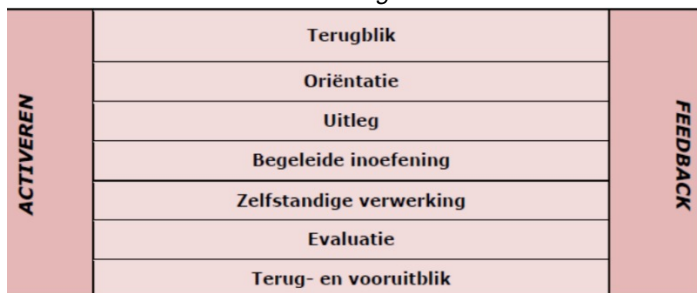 ACTIVEREN
Terugblik
Oriëntatie
Uitleg
Begeleide inoefening
Zelfstandige verwerking
Evaluatie
Terug- en vooruitblik
FEEDBACK